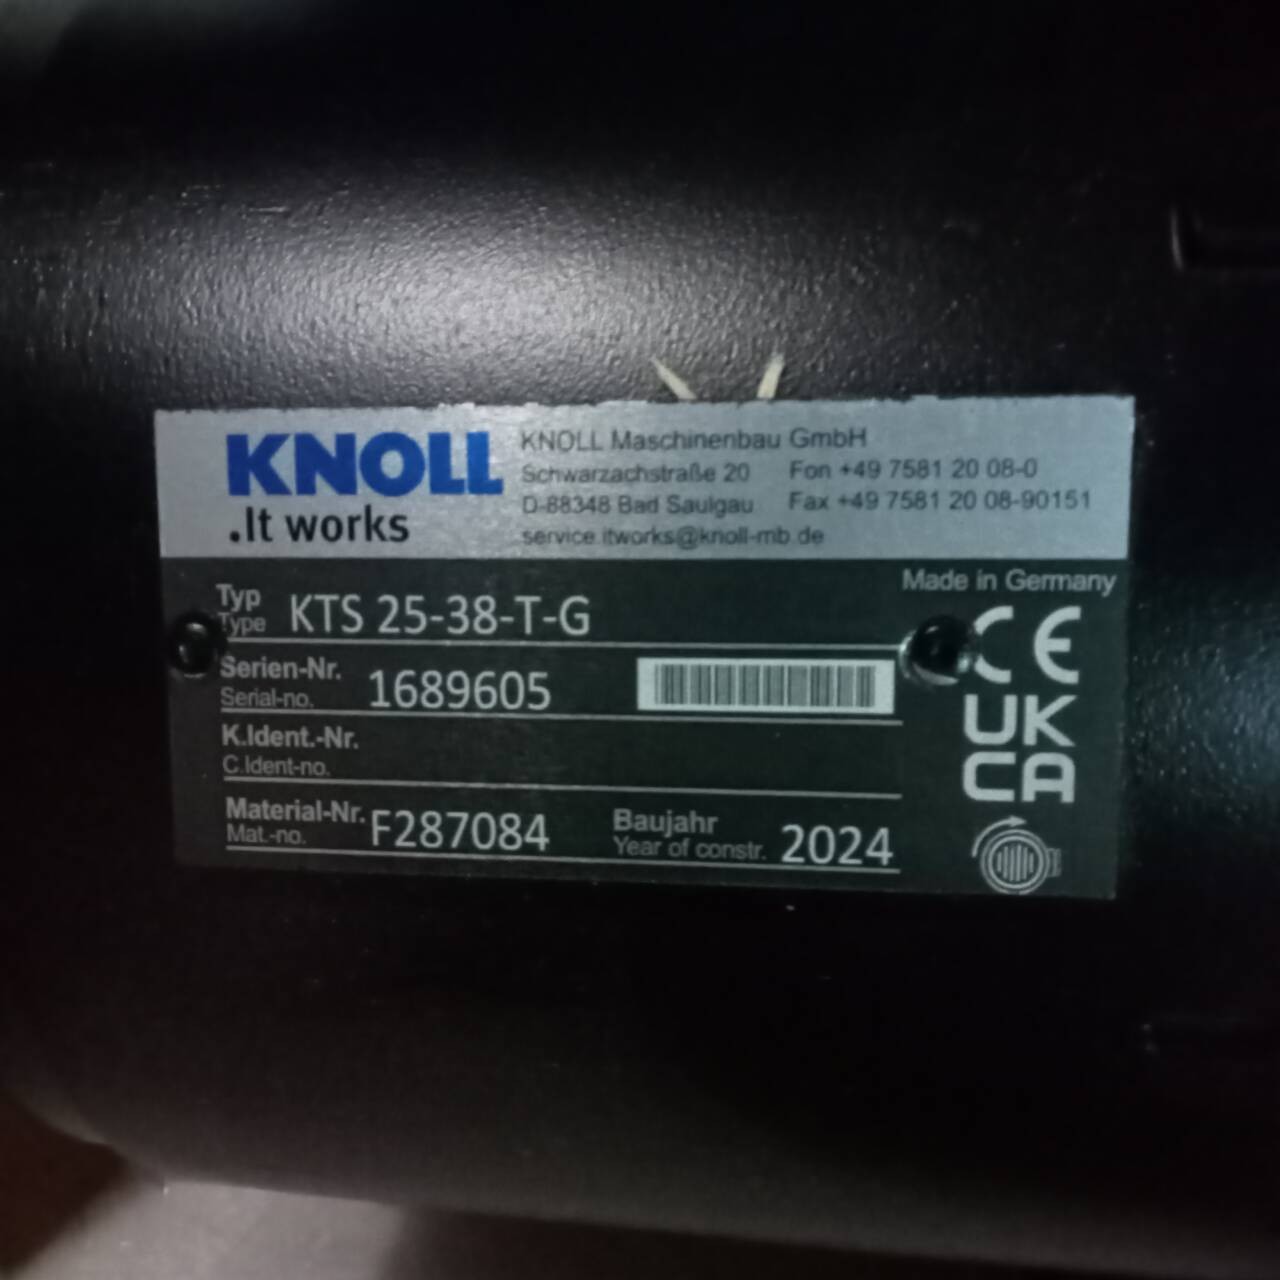 KNOLL
.It works
KNOLL Maschinenbau GmbH
Schwarzachstraße 20 Fon +49 7581 20 08-0
D-88348 Bad Saulgau Fax +49 7581 20 08-90151
service.itworks@knoll-mb.de
Made in Germany
Typ
Type KTS 25-38-T-G
CE
Serien-Nr.
Serial-no. 1689605
UK
CA
K.Ident.-Nr.
C.Ident-no.
Material-Nr.
Mat.-no. F287084
Baujahr
Year of constr. 2024